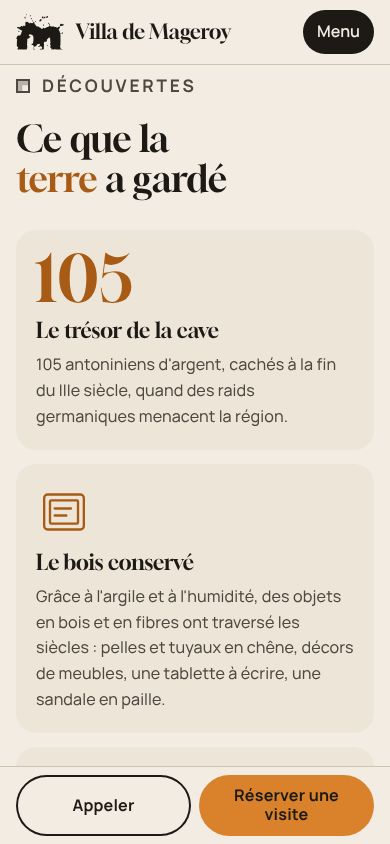 Villa de Mageroy
Menu
DÉCOUVERTES
Ce que la
terre a gardé
105
Le trésor de la cave
105 antoniniens d'argent, cachés à la fin
du IIIe siècle, quand des raids
germaniques menacent la région.
Le bois conservé
Grâce à l'argile et à l'humidité, des objets
en bois et en fibres ont traversé les
siècles : pelles et tuyaux en chêne, décors
de meubles, une tablette à écrire, une
sandale en paille.
Appeler
Réserver une
visite